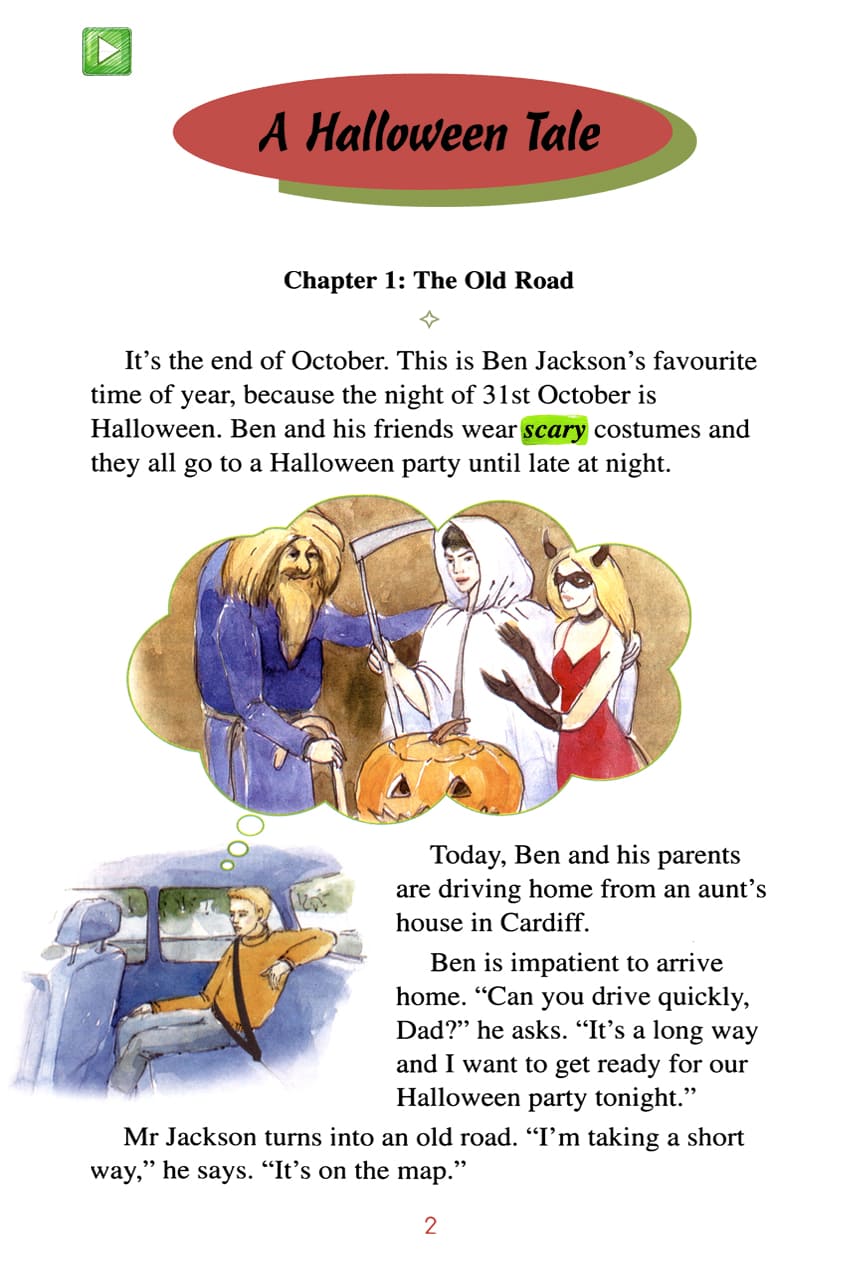 A Halloween Tale
Chapter 1: The Old Road
It’s the end of October. This is Ben Jackson’s favourite
time of year, because the night of 31st October is
Halloween. Ben and his friends wear scary costumes and
they all go to a Halloween party until late at night.
Today, Ben and his parents
are driving home from an aunt’s
house in Cardiff.
Ben is impatient to arrive
home. “Can you drive quickly,
Dad?” he asks. “It’s a long way
and I want to get ready for our
Halloween party tonight.”
Mr Jackson turns into an old road. “I’m taking a short
way,” he says. “It’s on the map.”
2